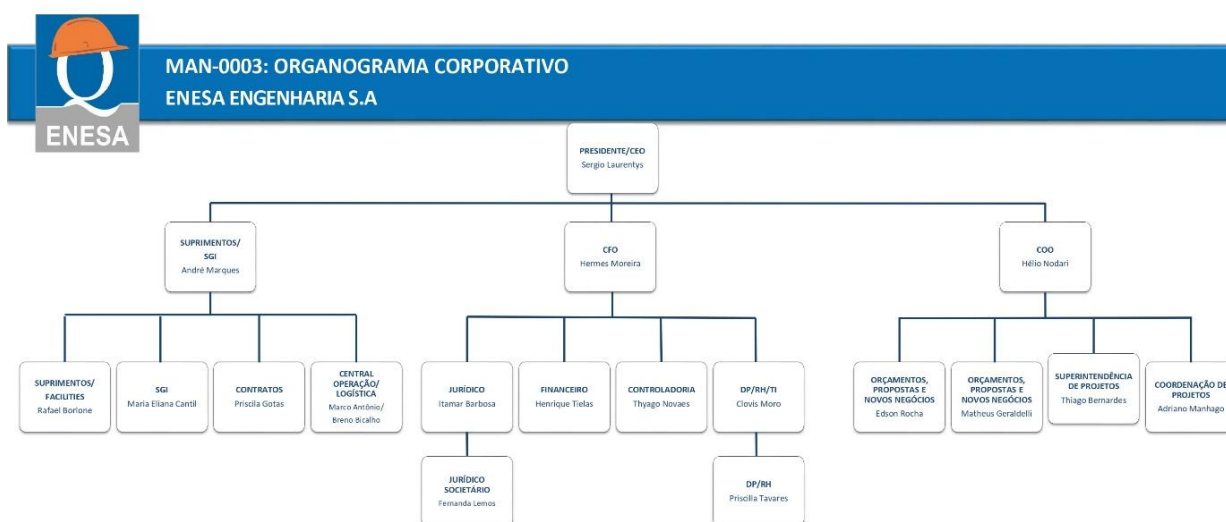 MAN-0003: ORGANOGRAMA CORPORATIVO
ENESA ENGENHARIA S.A
ENESA
PRESIDENTE/CEO
Sergio Laurentys
SUPRIMENTOS/
SGI
André Marques
CFO
Hermes Moreira
COO
Hélio Nodari
SUPRIMENTOS/
FACILITIES
Rafael Borlone
SGI
Maria Eliana Cantil
CONTRATOS
Priscila Gotas
CENTRAL
OPERAÇÃO/
LOGÍSTICA
Marco Antônio/
Breno Bicalho
JURÍDICO
Itamar Barbosa
FINANCEIRO
Henrique Tielas
CONTROLADORIA
Thyago Novaes
DP/RH/TI
Clovis Moro
ORÇAMENTOS,
PROPOSTAS E
NOVOS NEGÓCIOS
Edson Rocha
ORÇAMENTOS,
PROPOSTAS E
NOVOS NEGÓCIOS
Matheus Geraldelli
SUPERINTENDÊNCIA
DE PROJETOS
Thiago Bernardes
COORDENAÇÃO DE
PROJETOS
Adriano Manhago
JURÍDICO
SOCIETÁRIO
Fernanda Lemos
DP/RH
Priscilla Tavares